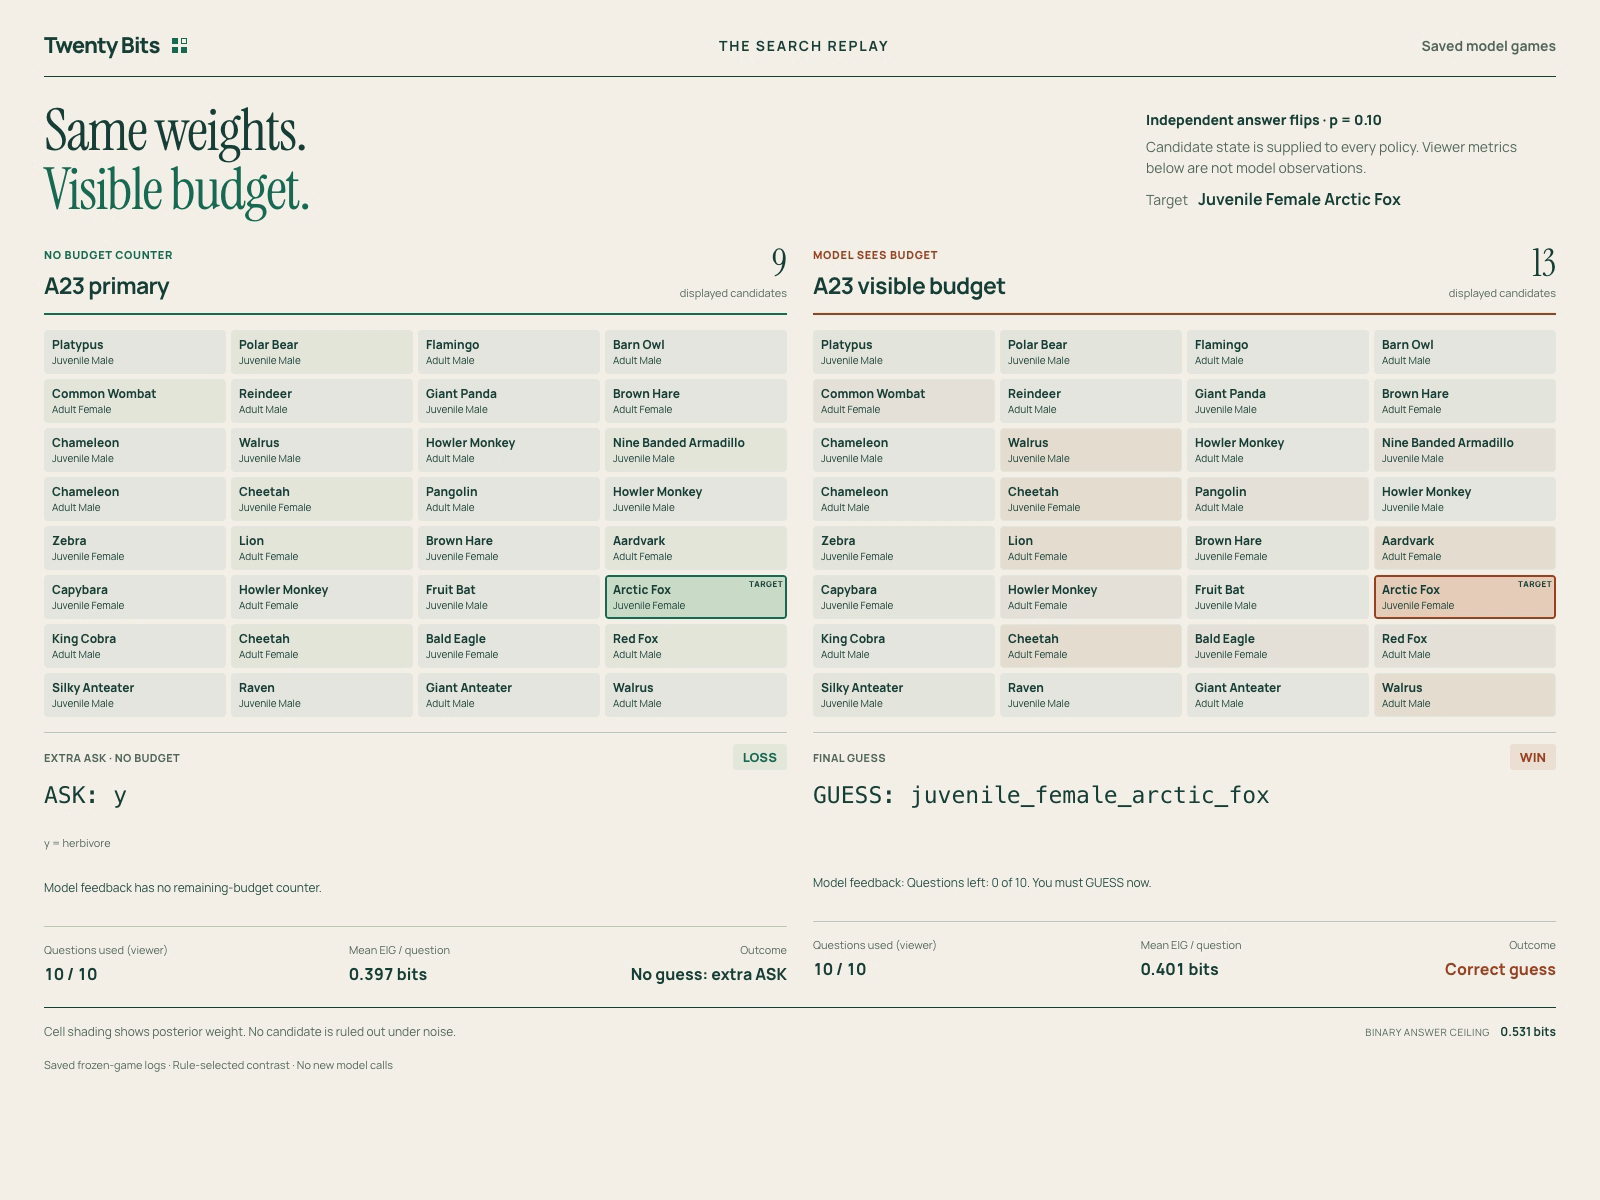 Twenty Bits
THE SEARCH REPLAY
Saved model games
Same weights.
Visible budget.
Independent answer flips · p = 0.10
Candidate state is supplied to every policy. Viewer metrics
below are not model observations.
Target Juvenile Female Arctic Fox
NO BUDGET COUNTER
A23 primary
9
displayed candidates
Platypus
Juvenile Male
Polar Bear
Juvenile Male
Flamingo
Adult Male
Barn Owl
Adult Male
Common Wombat
Adult Female
Reindeer
Adult Male
Giant Panda
Juvenile Male
Brown Hare
Adult Female
Chameleon
Juvenile Male
Walrus
Juvenile Male
Howler Monkey
Adult Male
Nine Banded Armadillo
Juvenile Male
Chameleon
Adult Male
Cheetah
Juvenile Female
Pangolin
Adult Male
Howler Monkey
Juvenile Male
Zebra
Juvenile Female
Lion
Adult Female
Brown Hare
Juvenile Female
Aardvark
Adult Female
Capybara
Juvenile Female
Howler Monkey
Adult Female
Fruit Bat
Juvenile Male
TARGET
Arctic Fox
Juvenile Female
King Cobra
Adult Male
Cheetah
Adult Female
Bald Eagle
Juvenile Female
Red Fox
Adult Male
Silky Anteater
Juvenile Male
Raven
Juvenile Male
Giant Anteater
Adult Male
Walrus
Adult Male
EXTRA ASK · NO BUDGET
LOSS
ASK: y
y = herbivore
Model feedback has no remaining-budget counter.
Questions used (viewer)
10 / 10
Mean EIG / question
0.397 bits
Outcome
No guess: extra ASK
MODEL SEES BUDGET
A23 visible budget
13
displayed candidates
Platypus
Juvenile Male
Polar Bear
Juvenile Male
Flamingo
Adult Male
Barn Owl
Adult Male
Common Wombat
Adult Female
Reindeer
Adult Male
Giant Panda
Juvenile Male
Brown Hare
Adult Female
Chameleon
Juvenile Male
Walrus
Juvenile Male
Howler Monkey
Adult Male
Nine Banded Armadillo
Juvenile Male
Chameleon
Adult Male
Cheetah
Juvenile Female
Pangolin
Adult Male
Howler Monkey
Juvenile Male
Zebra
Juvenile Female
Lion
Adult Female
Brown Hare
Juvenile Female
Aardvark
Adult Female
Capybara
Juvenile Female
Howler Monkey
Adult Female
Fruit Bat
Juvenile Male
TARGET
Arctic Fox
Juvenile Female
King Cobra
Adult Male
Cheetah
Adult Female
Bald Eagle
Juvenile Female
Red Fox
Adult Male
Silky Anteater
Juvenile Male
Raven
Juvenile Male
Giant Anteater
Adult Male
Walrus
Adult Male
FINAL GUESS
WIN
GUESS: juvenile_female_arctic_fox
Model feedback: Questions left: 0 of 10. You must GUESS now.
Questions used (viewer)
10 / 10
Mean EIG / question
0.401 bits
Outcome
Correct guess
Cell shading shows posterior weight. No candidate is ruled out under noise.
BINARY ANSWER CEILING 0.531 bits
Saved frozen-game logs · Rule-selected contrast · No new model calls